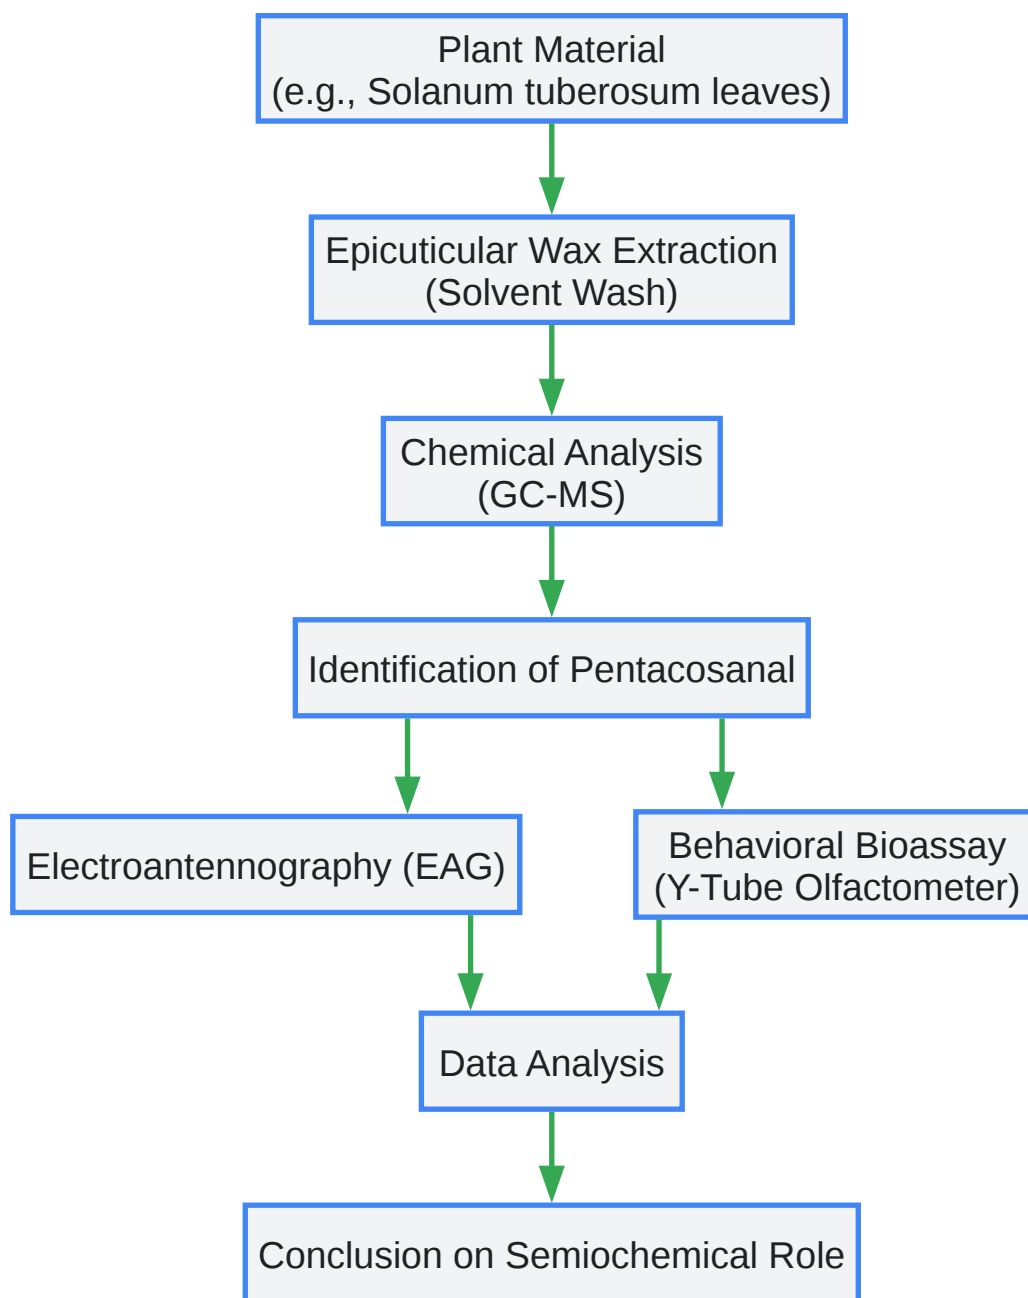 Plant Material
(e.g., Solanum tuberosum leaves)
Epicuticular Wax Extraction
(Solvent Wash)
Chemical Analysis
(GC-MS)
Identification of Pentacosanal
Electroantennography (EAG)
Behavioral Bioassay
(Y-Tube Olfactometer)
Data Analysis
Conclusion on Semiochemical Role